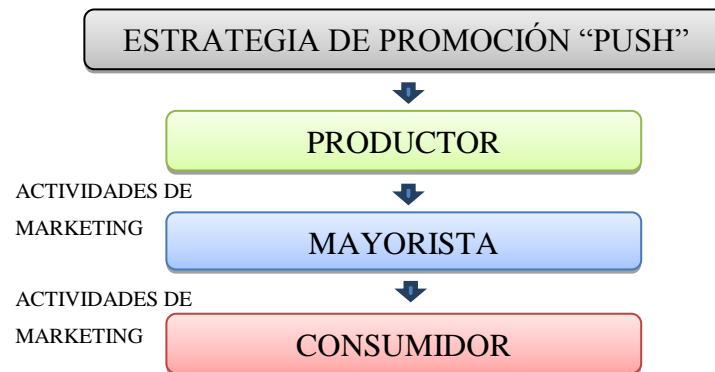 ESTRATEGIA DE PROMOCIÓN “PUSH”
PRODUCTOR
ACTIVIDADES DE
MARKETING
MAYORISTA
ACTIVIDADES DE
MARKETING
CONSUMIDOR